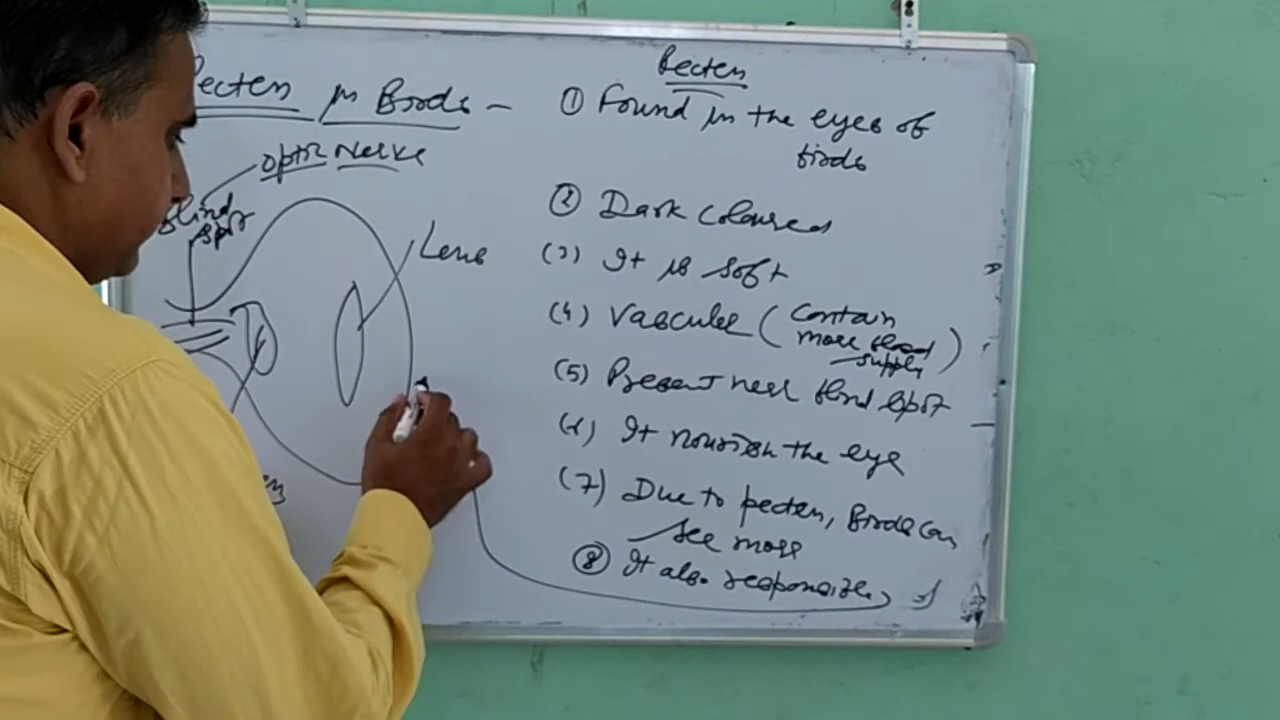 Pecten in Birds -
optic Nerve
Blind
spot
Lens
Pecten
① Found in the eyes of
birds
② Dark coloured
(3) It is soft
(4) Vascular (contain
more blood
supply)
(5) Present near blind spot
(6) It nourish the eye
(7) Due to pecten, Birds can
see more
⑧ It also responsible, of